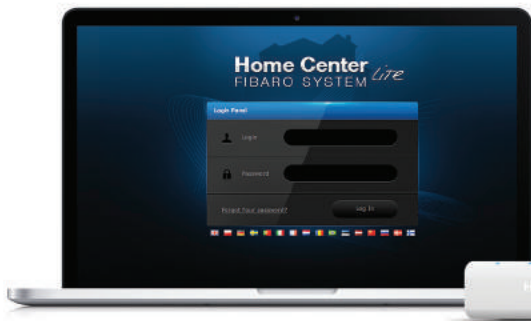 Home Center Lite
FIBARO SYSTEM
Login Panel
Login
Password
Forgot Your password?
Log In
H